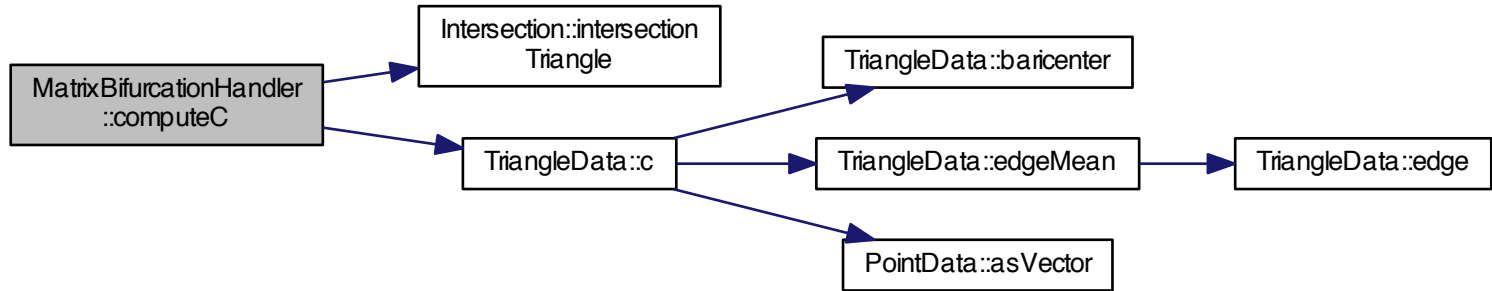 MatrixBifurcationHandler
::computeC
Intersection::intersection
Triangle
TriangleData::c
TriangleData::baricenter
TriangleData::edgeMean
PointData::asVector
TriangleData::edge